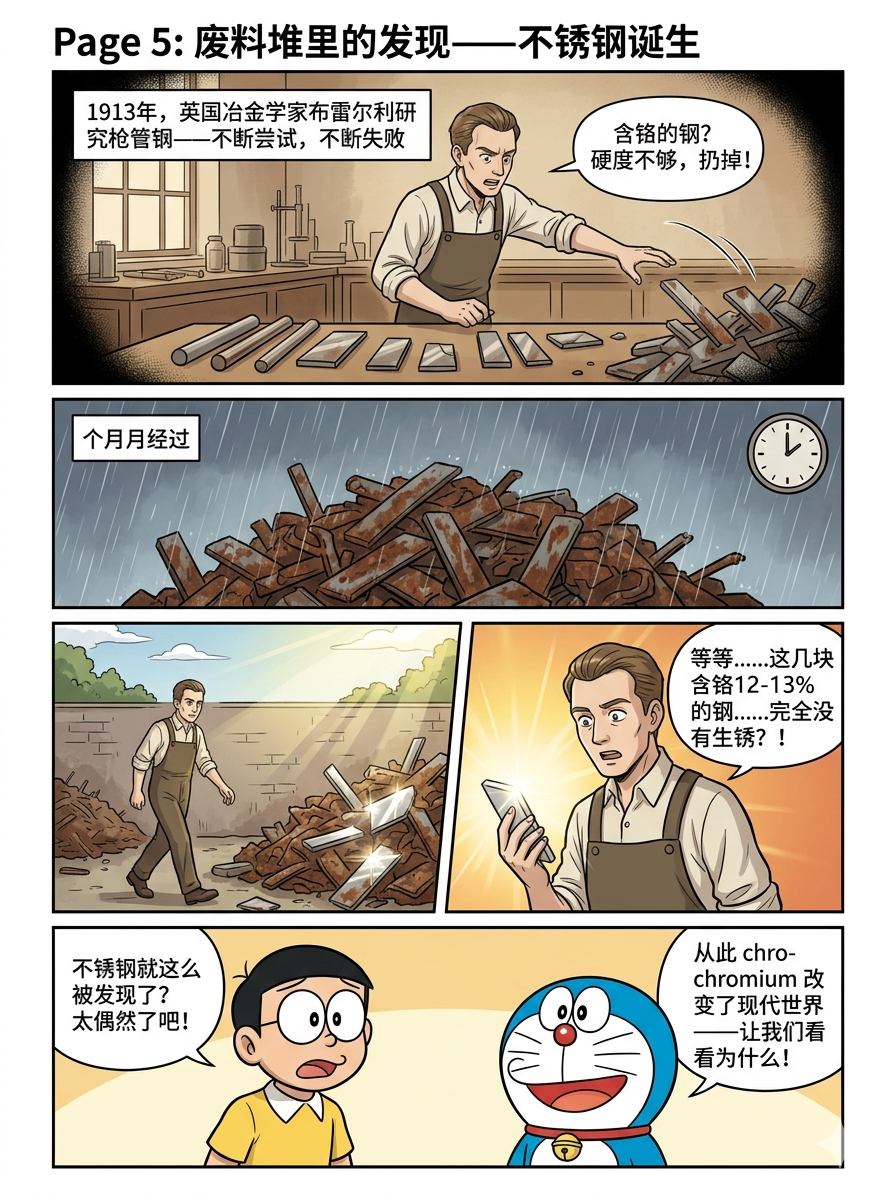 Page 5: 废料堆里的发现——不锈钢诞生
1913年，英国冶金学家布雷尔利研
究枪管钢——不断尝试，不断失败
含铬的钢？
硬度不够，扔掉！
个月月经过
等等……这几块
含铬12-13%
的钢……完全没
有生锈？！
不锈钢就这么
被发现了？
太偶然了吧！
从此 chro-
chromium 改
变了现代世界
——让我们看
看为什么！